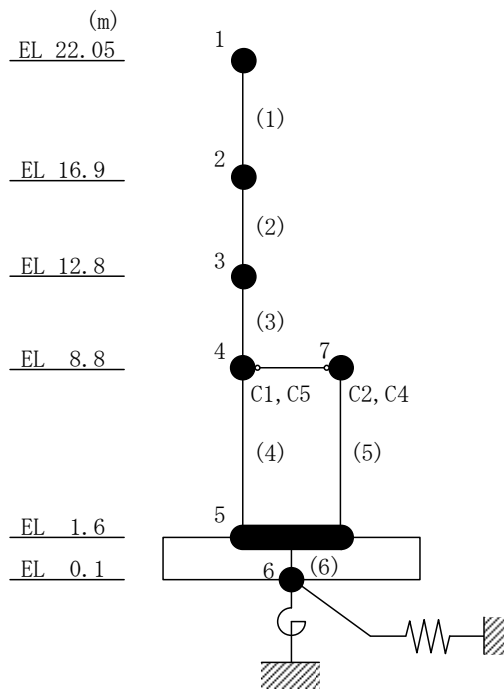 (m)
1
EL 22.05
(1)
2
EL 16.9
(2)
3
EL 12.8
(3)
4 7
EL 8.8
C1, C5 C2, C4
(4) (5)
5
EL 1.6
6 (6)
EL 0.1